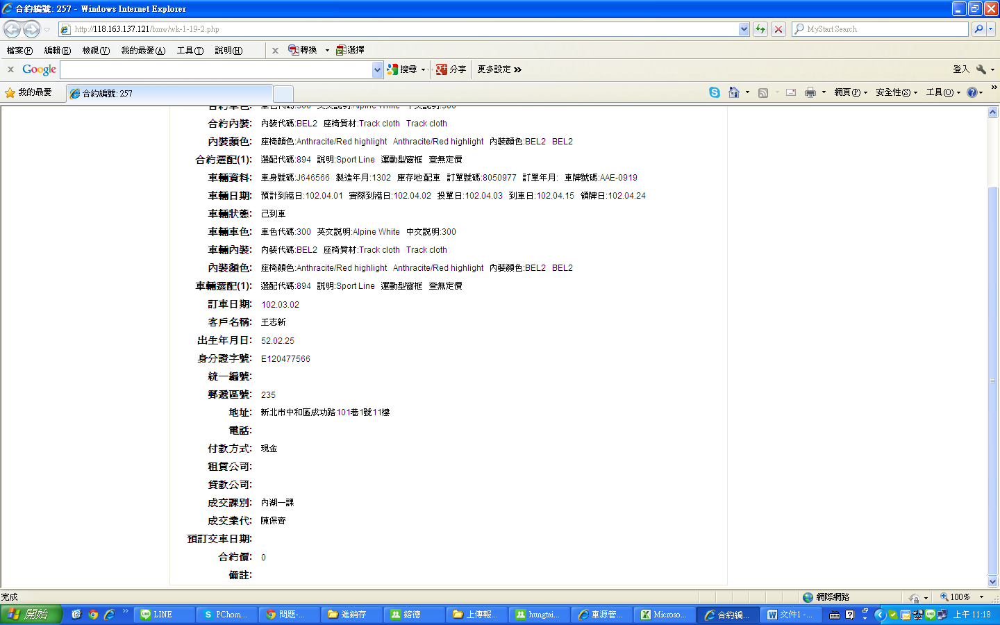 合約編號: 257 - Windows Internet Explorer
http://118.163.137.121/bmw/wk-1-19-2.php
MyStart Search
檔案(F) 編輯(E) 檢視(V) 我的最愛(A) 工具(T) 說明(H)
x 轉換 選擇
x Google 搜尋 分享 更多設定 » 登入
我的最愛 合約編號: 257 網頁(P) 安全性(S) 工具(O) »
合約車色: 車色代碼:300 英文說明:Alpine White 中文說明:300
合約內裝: 內裝代碼:BEL2 座椅質材:Track cloth Track cloth
內裝顏色: 座椅顏色:Anthracite/Red highlight Anthracite/Red highlight 內裝顏色:BEL2 BEL2
合約選配(1): 選配代碼:894 說明:Sport Line 運動型窗框 查無定價
車輛資料: 車身號碼:J646566 製造年月:1302 庫存地:配車 訂單號碼:8050977 訂單年月: 車牌號碼:AAE-0919
車輛日期: 預計到港日:102.04.01 實際到港日:102.04.02 投單日:102.04.03 到車日:102.04.15 領牌日:102.04.24
車輛狀態: 己到車
車輛車色: 車色代碼:300 英文說明:Alpine White 中文說明:300
車輛內裝: 內裝代碼:BEL2 座椅質材:Track cloth Track cloth
內裝顏色: 座椅顏色:Anthracite/Red highlight Anthracite/Red highlight 內裝顏色:BEL2 BEL2
車輛選配(1): 選配代碼:894 說明:Sport Line 運動型窗框 查無定價
訂車日期: 102.03.02
客戶名稱: 王志新
出生年月日: 52.02.25
身分證字號: E120477566
統一編號:
郵遞區號: 235
地址: 新北市中和區成功路101巷1號11樓
電話:
付款方式: 現金
租賃公司:
貸款公司:
成交課別: 內湖一課
成交業代: 陳保齊
預訂交車日期:
合約價: 0
備註:
完成 網際網路 100%
開始 » LINE PChom... 問題-... 進銷存 鎔德 上傳報... hungtai... 車源管... Microso... 合約編... 文件1 -... 上午 11:18